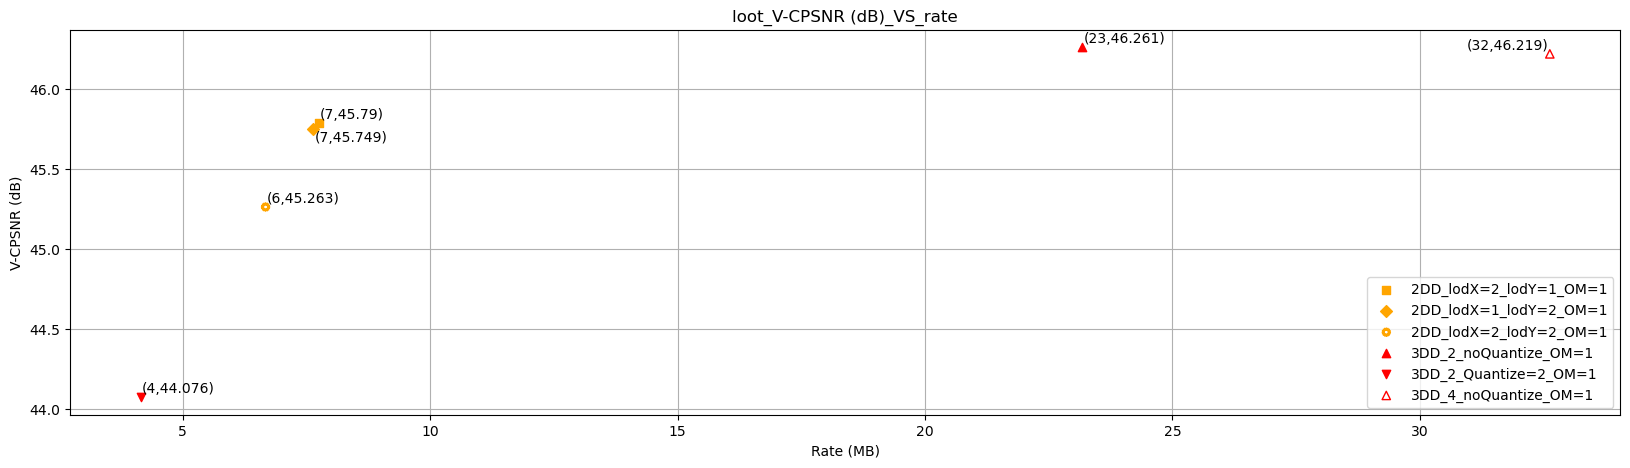 loot_V-CPSNR (dB)_VS_rate
V-CPSNR (dB)
46.0
45.5
45.0
44.5
44.0
(23,46.261)
(32,46.219)
(7,45.79)
(7,45.749)
(6,45.263)
(4,44.076)
2DD_lodX=2_lodY=1_OM=1
2DD_lodX=1_lodY=2_OM=1
2DD_lodX=2_lodY=2_OM=1
3DD_2_noQuantize_OM=1
3DD_2_Quantize=2_OM=1
3DD_4_noQuantize_OM=1
5
10
15
20
25
30
Rate (MB)